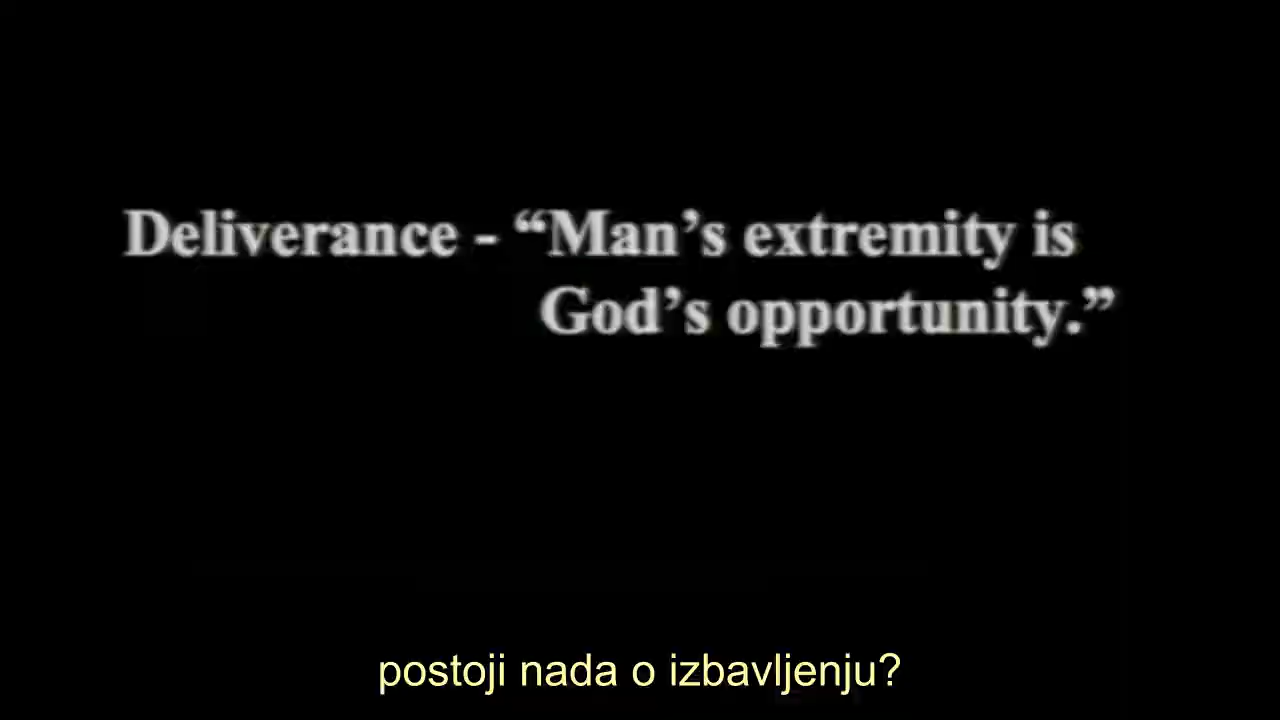 Deliverance - “Man’s extremity is
God’s opportunity.”
postoji nada o izbavljenju?